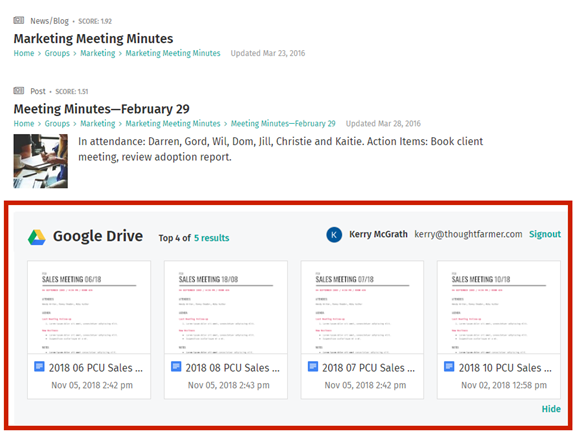 News/Blog • SCORE: 1.92
Marketing Meeting Minutes
Home > Groups > Marketing > Marketing Meeting Minutes Updated Mar 23, 2016
Post • SCORE: 1.51
Meeting Minutes—February 29
Home > Groups > Marketing > Marketing Meeting Minutes > Meeting Minutes—February 29 Updated Mar 28, 2016
In attendance: Darren, Gord, Wil, Dom, Jill, Christie and Kaitie. Action Items: Book client
meeting, review adoption report.
Google Drive Top 4 of 5 results K Kerry McGrath kerry@thoughtfarmer.com Signout
SALES MEETING 06/18 SALES MEETING 18/08 SALES MEETING 07/18 SALES MEETING 10/18
2018 06 PCU Sales ... 2018 08 PCU Sales ... 2018 07 PCU Sales ... 2018 10 PCU Sales ...
Nov 05, 2018 2:42 pm Nov 05, 2018 2:43 pm Nov 05, 2018 2:42 pm Nov 02, 2018 12:58 pm
Hide